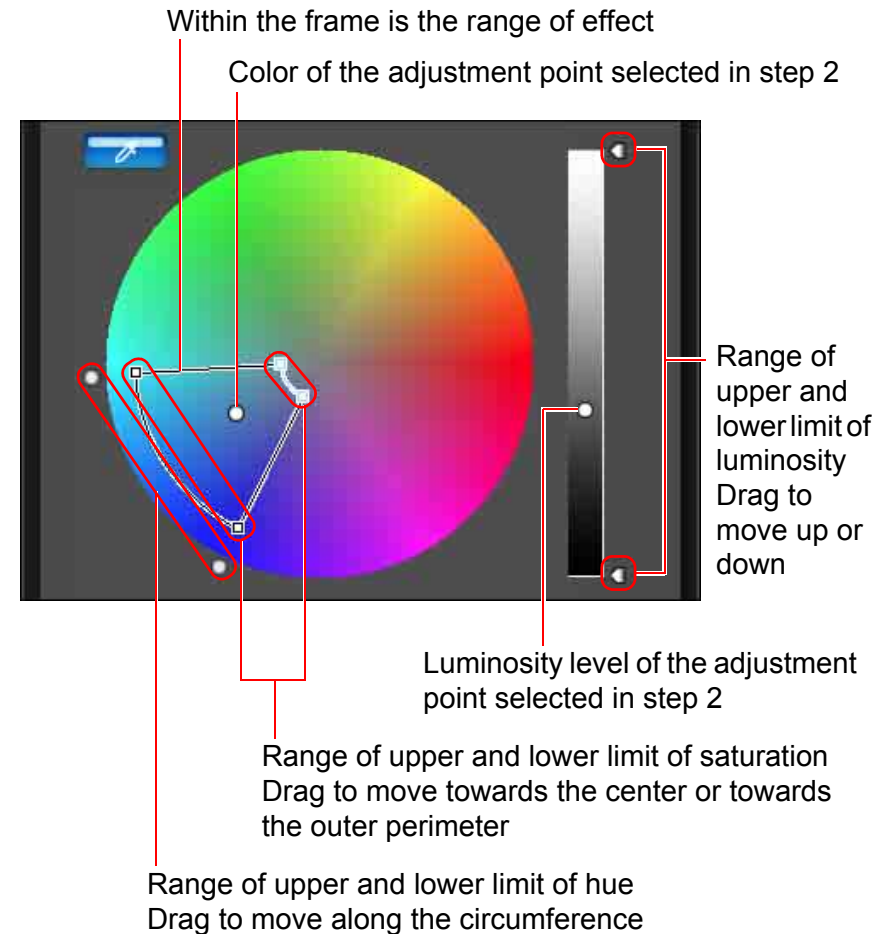 Within the frame is the range of effect
Color of the adjustment point selected in step 2
Range of
upper and
lower limit of
luminosity
Drag to
move up or
down
Luminosity level of the adjustment
point selected in step 2
Range of upper and lower limit of saturation
Drag to move towards the center or towards
the outer perimeter
Range of upper and lower limit of hue
Drag to move along the circumference